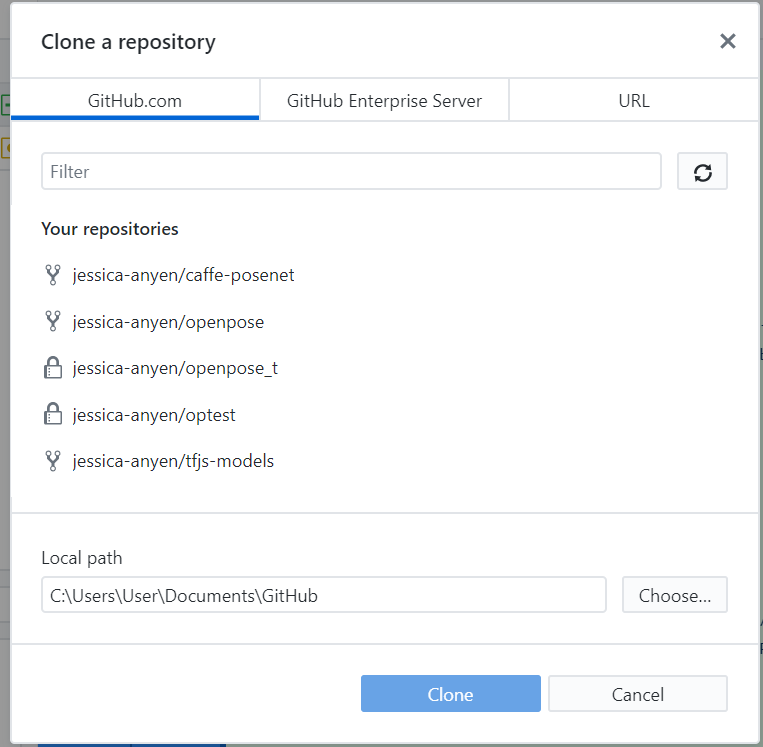 Clone a repository
GitHub.com
GitHub Enterprise Server
URL
Filter
Your repositories
jessica-anyen/caffe-posenet
jessica-anyen/openpose
jessica-anyen/openpose_t
jessica-anyen/optest
jessica-anyen/tfjs-models
Local path
C:\Users\User\Documents\GitHub
Choose...
Clone
Cancel